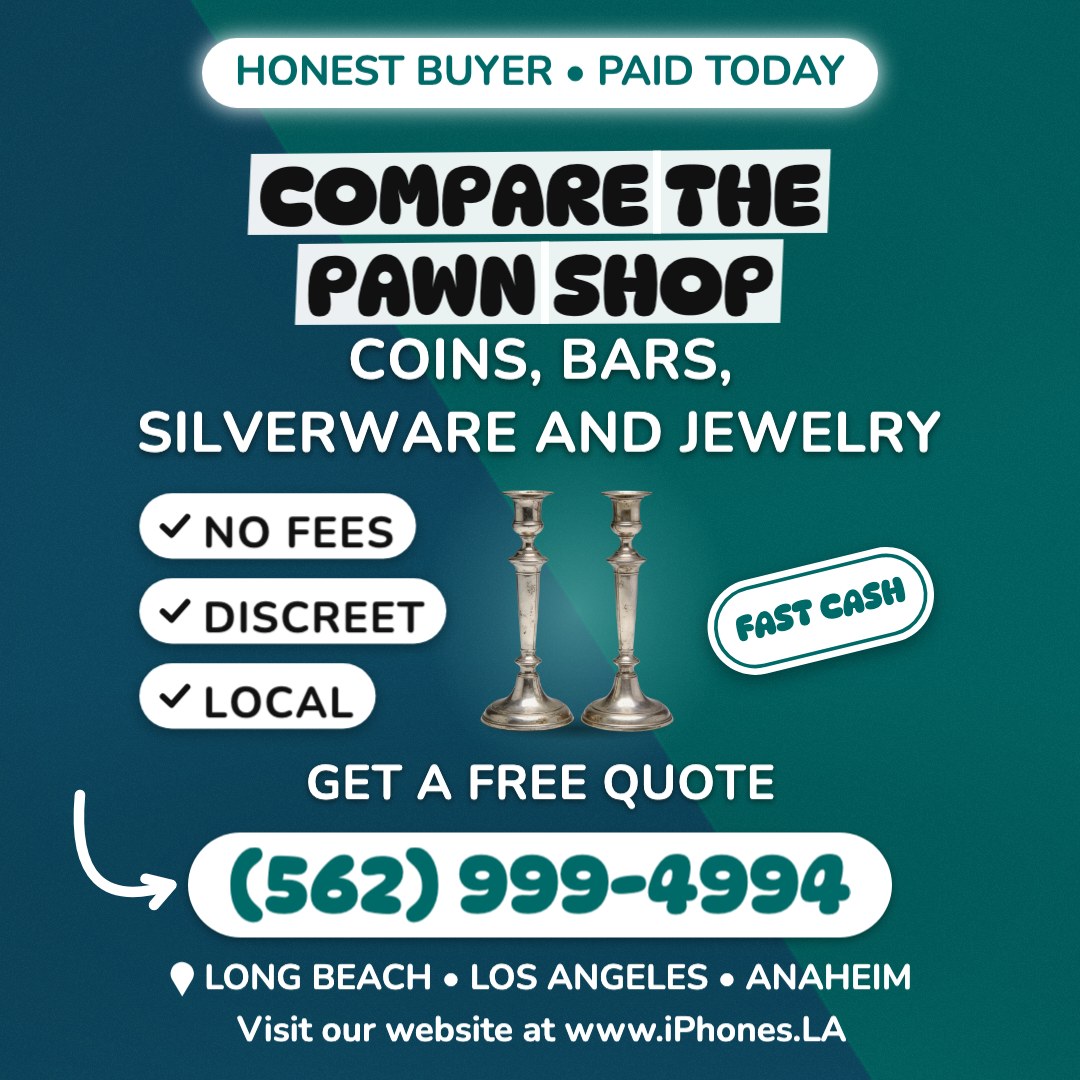 HONEST BUYER • PAID TODAY
COMPARE THE
PAWN SHOP
COINS, BARS,
SILVERWARE AND JEWELRY
NO FEES
DISCREET
LOCAL
FAST CASH
GET A FREE QUOTE
(562) 999-4994
LONG BEACH • LOS ANGELES • ANAHEIM
Visit our website at www.iPhones.LA